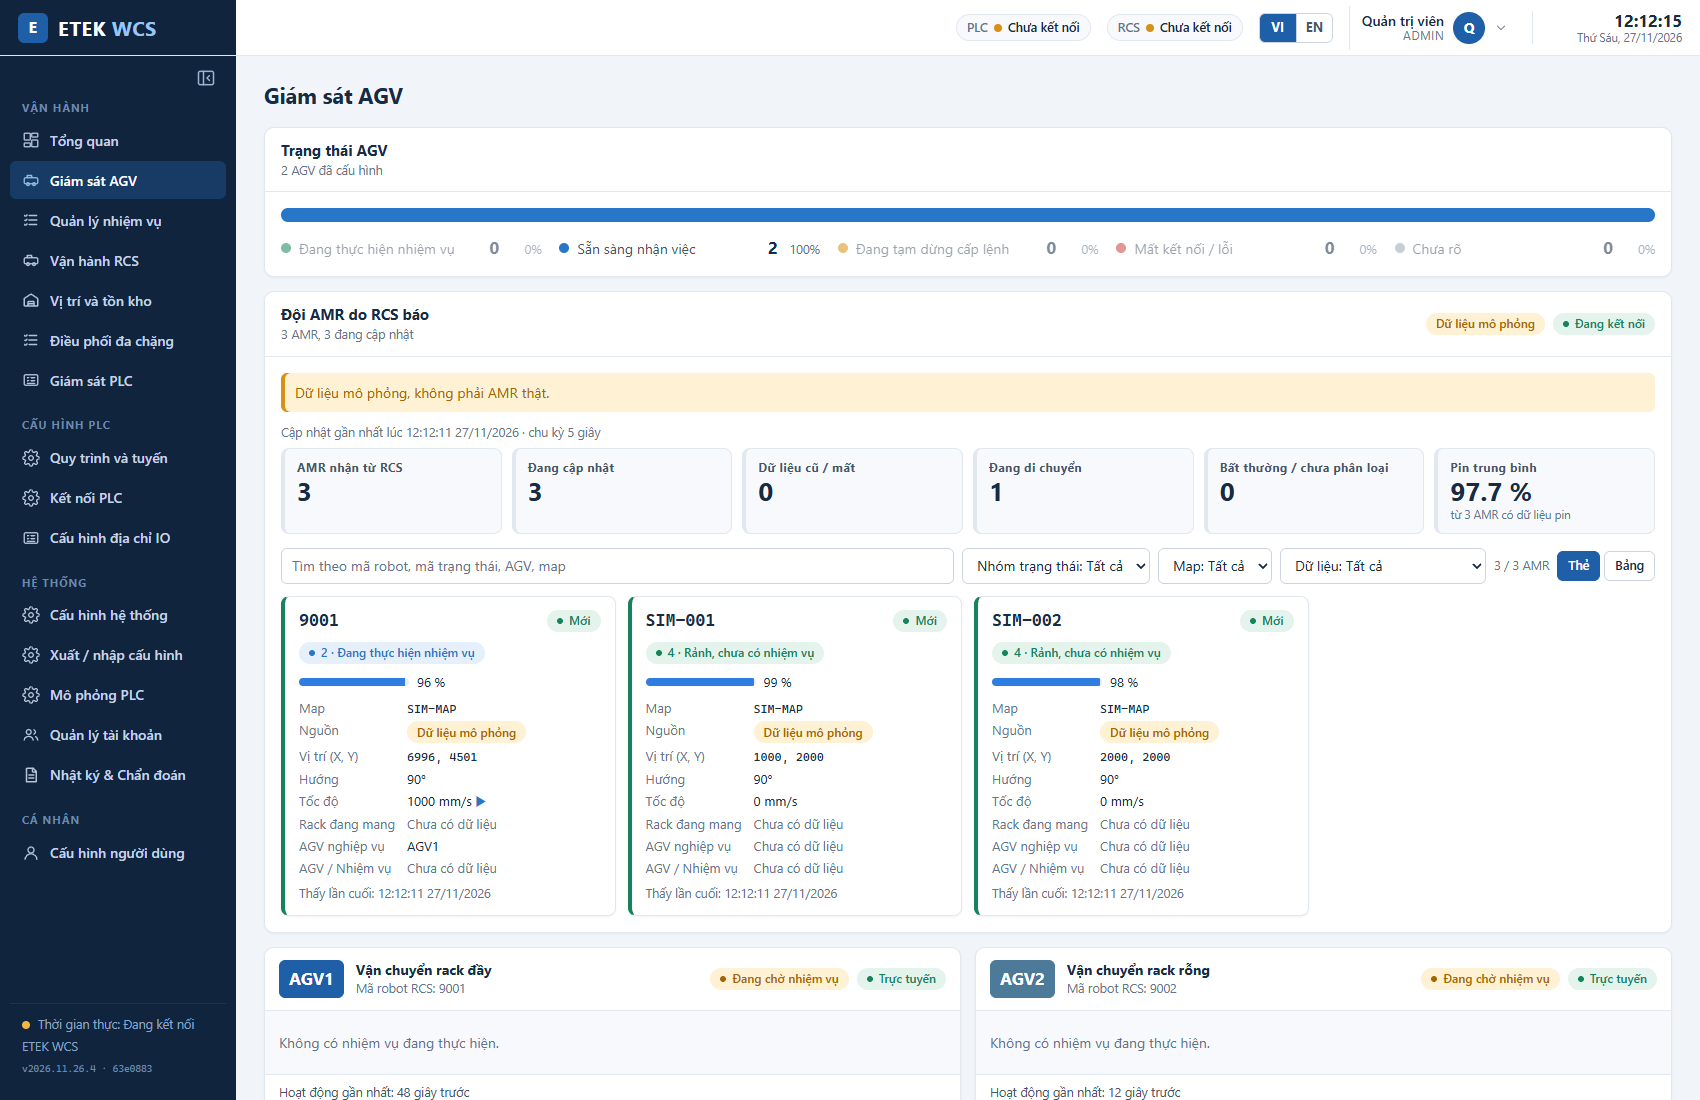 E ETEK WCS
PLC Chưa kết nối
RCS Chưa kết nối
VI EN
Quản trị viên
ADMIN
Q
12:12:15
Thứ Sáu, 27/11/2026
VẬN HÀNH
Tổng quan
Giám sát AGV
Quản lý nhiệm vụ
Vận hành RCS
Vị trí và tồn kho
Điều phối đa chặng
Giám sát PLC
CẤU HÌNH PLC
Quy trình và tuyến
Kết nối PLC
Cấu hình địa chỉ IO
HỆ THỐNG
Cấu hình hệ thống
Xuất / nhập cấu hình
Mô phỏng PLC
Quản lý tài khoản
Nhật ký & Chẩn đoán
CÁ NHÂN
Cấu hình người dùng
Thời gian thực: Đang kết nối
ETEK WCS
v2026.11.26.4 · 63e0883
Giám sát AGV
Trạng thái AGV
2 AGV đã cấu hình
Đang thực hiện nhiệm vụ 0 0%
Sẵn sàng nhận việc 2 100%
Đang tạm dừng cấp lệnh 0 0%
Mất kết nối / lỗi 0 0%
Chưa rõ 0 0%
Đội AMR do RCS báo
3 AMR, 3 đang cập nhật
Dữ liệu mô phỏng
Đang kết nối
Dữ liệu mô phỏng, không phải AMR thật.
Cập nhật gần nhất lúc 12:12:11 27/11/2026 · chu kỳ 5 giây
AMR nhận từ RCS
3
Đang cập nhật
3
Dữ liệu cũ / mất
0
Đang di chuyển
1
Bất thường / chưa phân loại
0
Pin trung bình
97.7 %
từ 3 AMR có dữ liệu pin
Tìm theo mã robot, mã trạng thái, AGV, map
Nhóm trạng thái: Tất cả
Map: Tất cả
Dữ liệu: Tất cả
3 / 3 AMR
Thẻ
Bảng
9001
Mới
2 · Đang thực hiện nhiệm vụ
96 %
Map SIM-MAP
Nguồn Dữ liệu mô phỏng
Vị trí (X, Y) 6996, 4501
Hướng 90°
Tốc độ 1000 mm/s ▶
Rack đang mang Chưa có dữ liệu
AGV nghiệp vụ AGV1
AGV / Nhiệm vụ Chưa có dữ liệu
Thấy lần cuối: 12:12:11 27/11/2026
SIM-001
Mới
4 · Rảnh, chưa có nhiệm vụ
99 %
Map SIM-MAP
Nguồn Dữ liệu mô phỏng
Vị trí (X, Y) 1000, 2000
Hướng 90°
Tốc độ 0 mm/s
Rack đang mang Chưa có dữ liệu
AGV nghiệp vụ Chưa có dữ liệu
AGV / Nhiệm vụ Chưa có dữ liệu
Thấy lần cuối: 12:12:11 27/11/2026
SIM-002
Mới
4 · Rảnh, chưa có nhiệm vụ
98 %
Map SIM-MAP
Nguồn Dữ liệu mô phỏng
Vị trí (X, Y) 2000, 2000
Hướng 90°
Tốc độ 0 mm/s
Rack đang mang Chưa có dữ liệu
AGV nghiệp vụ Chưa có dữ liệu
AGV / Nhiệm vụ Chưa có dữ liệu
Thấy lần cuối: 12:12:11 27/11/2026
AGV1
Vận chuyển rack đầy
Mã robot RCS: 9001
Đang chờ nhiệm vụ
Trực tuyến
Không có nhiệm vụ đang thực hiện.
Hoạt động gần nhất: 48 giây trước
AGV2
Vận chuyển rack rỗng
Mã robot RCS: 9002
Đang chờ nhiệm vụ
Trực tuyến
Không có nhiệm vụ đang thực hiện.
Hoạt động gần nhất: 12 giây trước